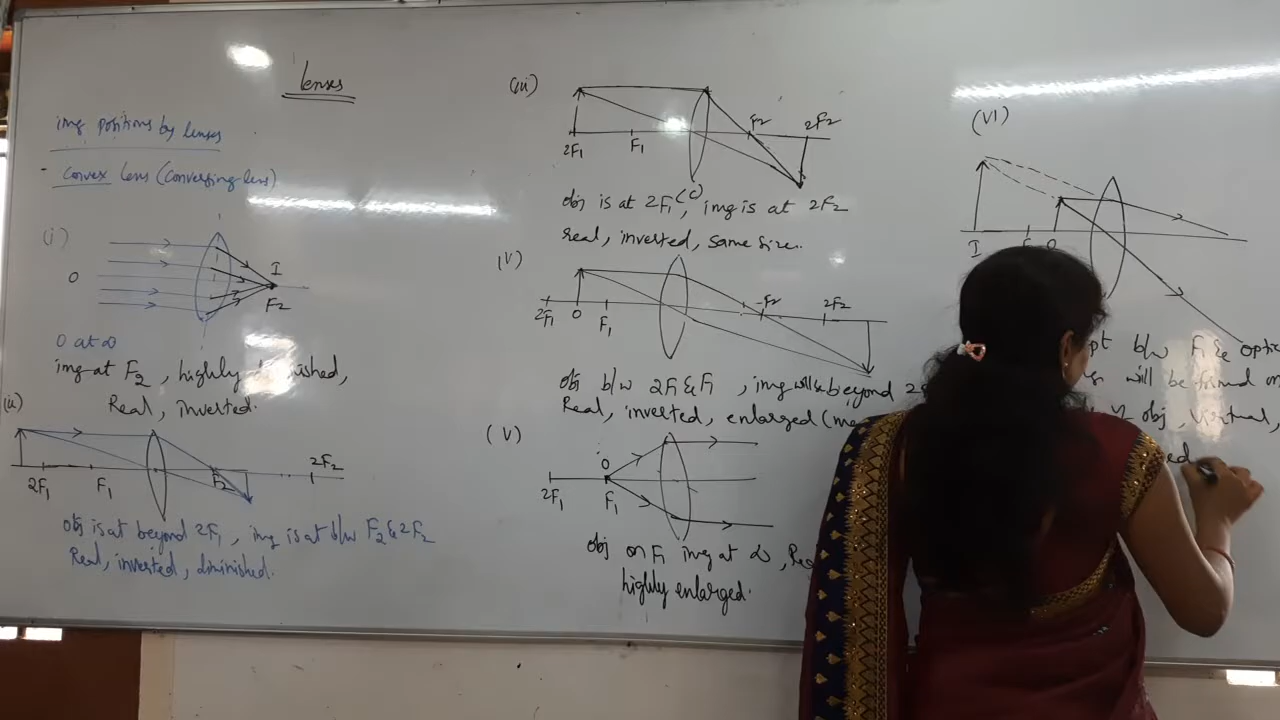 lenses
img positions by lenses
- Convex lens (Converging lens)
(i)
O
I
F2
O at ∞
img at F2, highly diminished,
Real, inverted.
(ii)
2F1 F1 F2 2F2
Obj is at beyond 2F1, img is at b/w F2 & 2F2
Real, inverted, diminished.
(iii)
2F1 F1 F2 2F2
obj is at 2F1 (C), img is at 2F2
real, inverted, same size.
(V)
2F1 O F1 F2 2F2
Obj b/w 2F1 & F1, img will be beyond
Real, inverted, enlarged
(V)
O
2F1 F1
obj on F1 img at ∞,
highly enlarged.
(VI)
I
b/w F1 & optic
will be formed on
obj, Virtual,